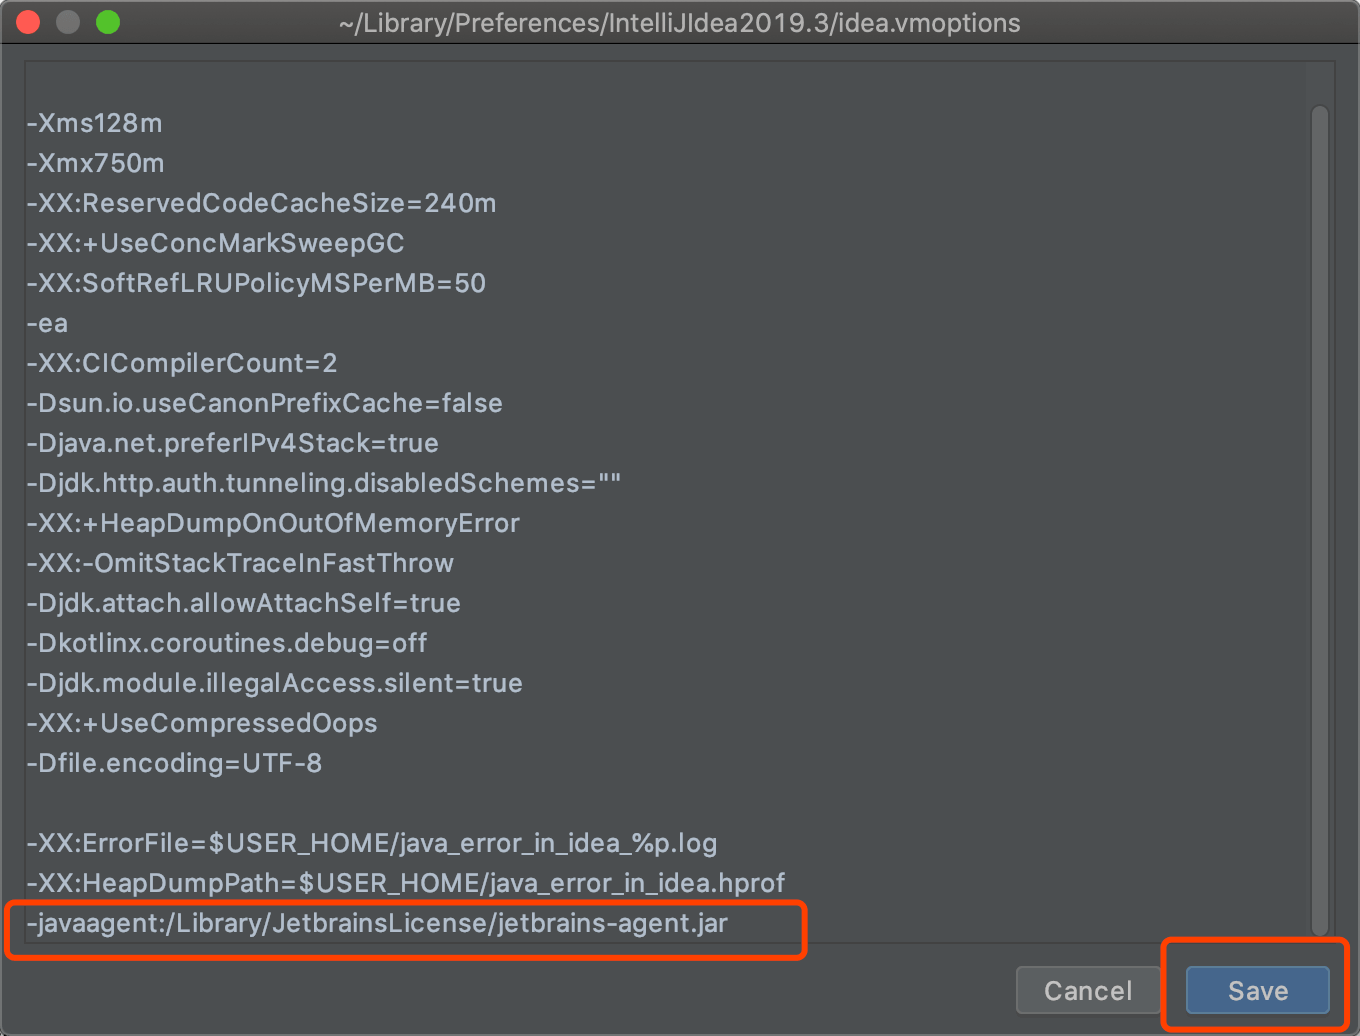 ~/Library/Preferences/IntelliJIdea2019.3/idea.vmoptions
-Xms128m
-Xmx750m
-XX:ReservedCodeCacheSize=240m
-XX:+UseConcMarkSweepGC
-XX:SoftRefLRUPolicyMSPerMB=50
-ea
-XX:CICompilerCount=2
-Dsun.io.useCanonPrefixCache=false
-Djava.net.preferIPv4Stack=true
-Djdk.http.auth.tunneling.disabledSchemes=""
-XX:+HeapDumpOnOutOfMemoryError
-XX:-OmitStackTraceInFastThrow
-Djdk.attach.allowAttachSelf=true
-Dkotlinx.coroutines.debug=off
-Djdk.module.illegalAccess.silent=true
-XX:+UseCompressedOops
-Dfile.encoding=UTF-8
-XX:ErrorFile=$USER_HOME/java_error_in_idea_%p.log
-XX:HeapDumpPath=$USER_HOME/java_error_in_idea.hprof
-javaagent:/Library/JetbrainsLicense/jetbrains-agent.jar
Cancel
Save